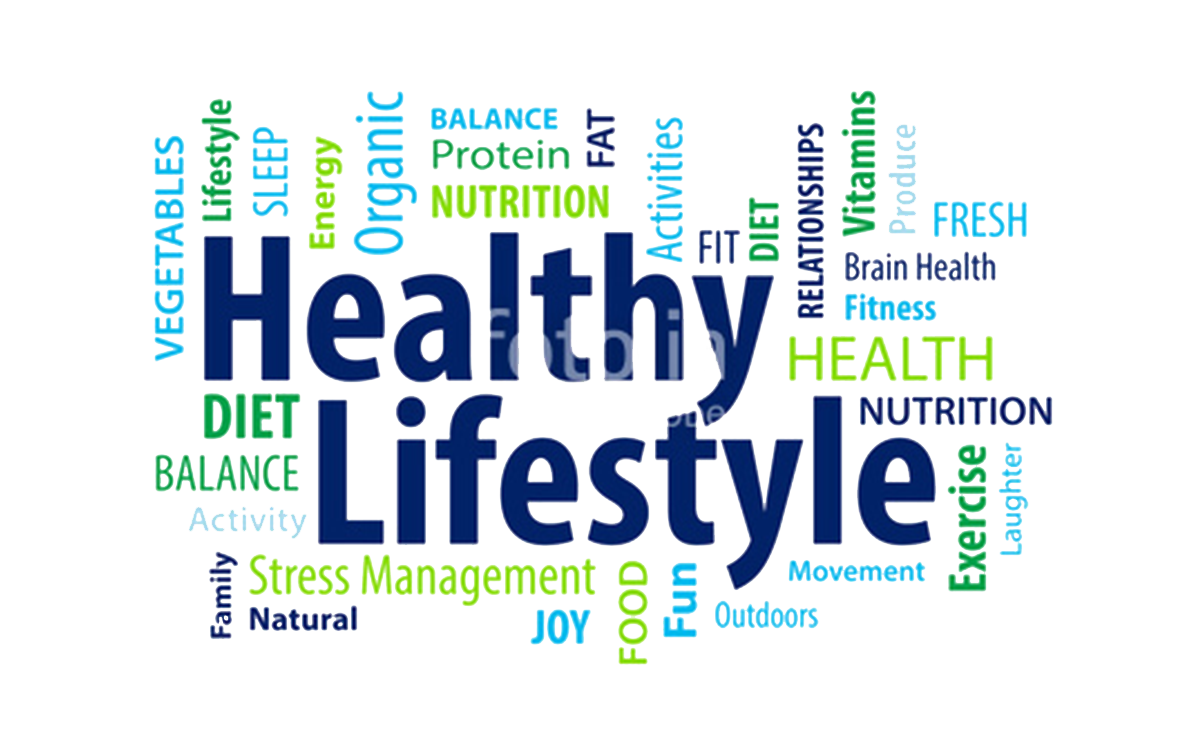 VEGETABLES
Lifestyle
SLEEP
Energy
Organic
BALANCE
Protein
NUTRITION
FAT
Activities
FIT
DIET
RELATIONSHIPS
Vitamins
Produce
FRESH
Brain Health
Fitness
Healthy
HEALTH
DIET
Lifestyle
NUTRITION
BALANCE
Activity
Exercise
Laughter
Family
Stress Management
Natural
JOY
FOOD
Fun
Movement
Outdoors